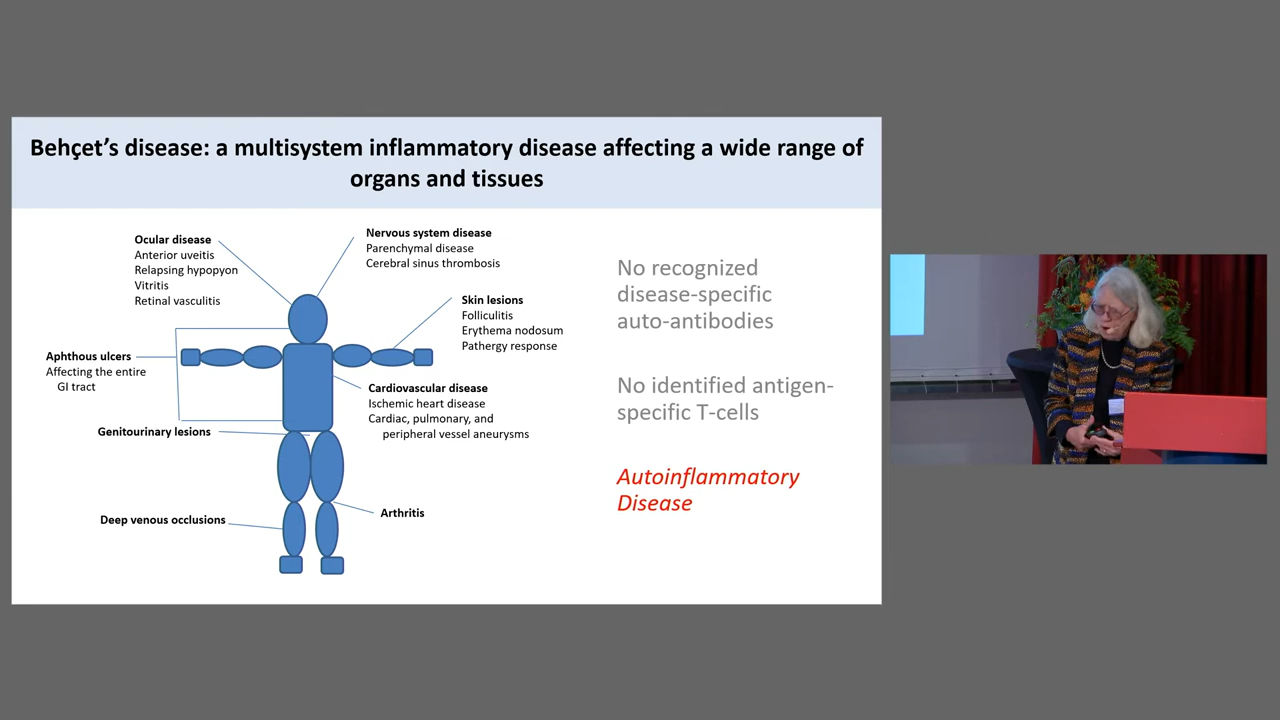 Behçet's disease: a multisystem inflammatory disease affecting a wide range of
organs and tissues
Ocular disease
Anterior uveitis
Relapsing hypopyon
Vitritis
Retinal vasculitis
Nervous system disease
Parenchymal disease
Cerebral sinus thrombosis
Skin lesions
Folliculitis
Erythema nodosum
Pathergy response
Aphthous ulcers
Affecting the entire
GI tract
Cardiovascular disease
Ischemic heart disease
Cardiac, pulmonary, and
peripheral vessel aneurysms
Genitourinary lesions
Deep venous occlusions
Arthritis
No recognized
disease-specific
auto-antibodies
No identified antigen-
specific T-cells
Autoinflammatory
Disease